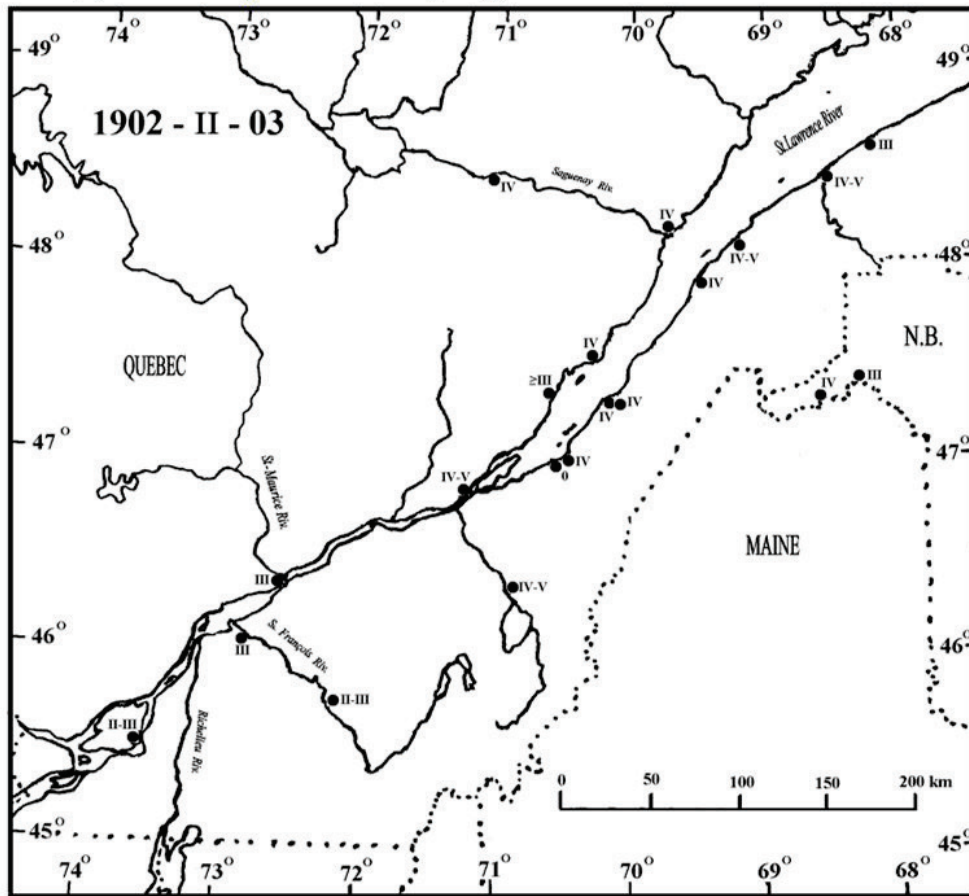 74° 73° 72° 71° 70° 69° 68°
49° 49°
1902 - II - 03
St. Lawrence River
III
IV-V
Saguenay Riv.
IV
IV
48° 48°
IV-V
IV
N.B.
QUEBEC
IV
≥III
III
IV
IV IV
47° 47°
IV-V
IV
0
St-Maurice Riv.
MAINE
III
IV-V
46° 46°
III
S. François Riv.
II-III
II-III
Richelieu Riv.
0 50 100 150 200 km
45° 45°
74° 73° 72° 71° 70° 69° 68°